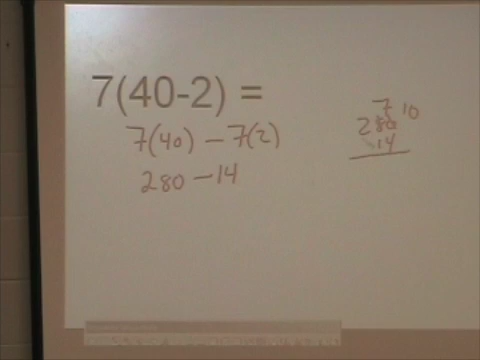 7(40-2) =
7(40) – 7(2)
280 – 14
7 10
280
-14